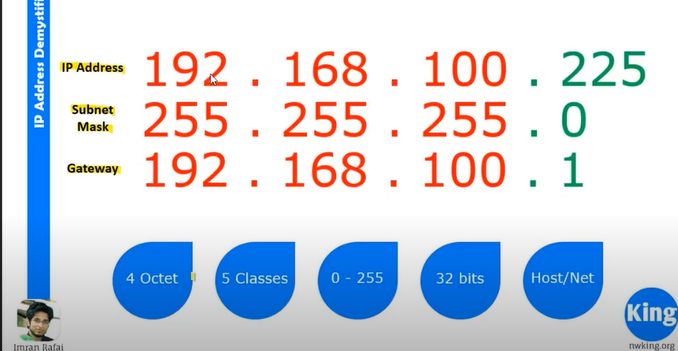 IP Address Demystifi
IP Address 192 . 168 . 100 . 225
Subnet Mask 255 . 255 . 255 . 0
Gateway 192 . 168 . 100 . 1
4 Octet
5 Classes
0 - 255
32 bits
Host/Net
Imran Rafai
King
nwking.org